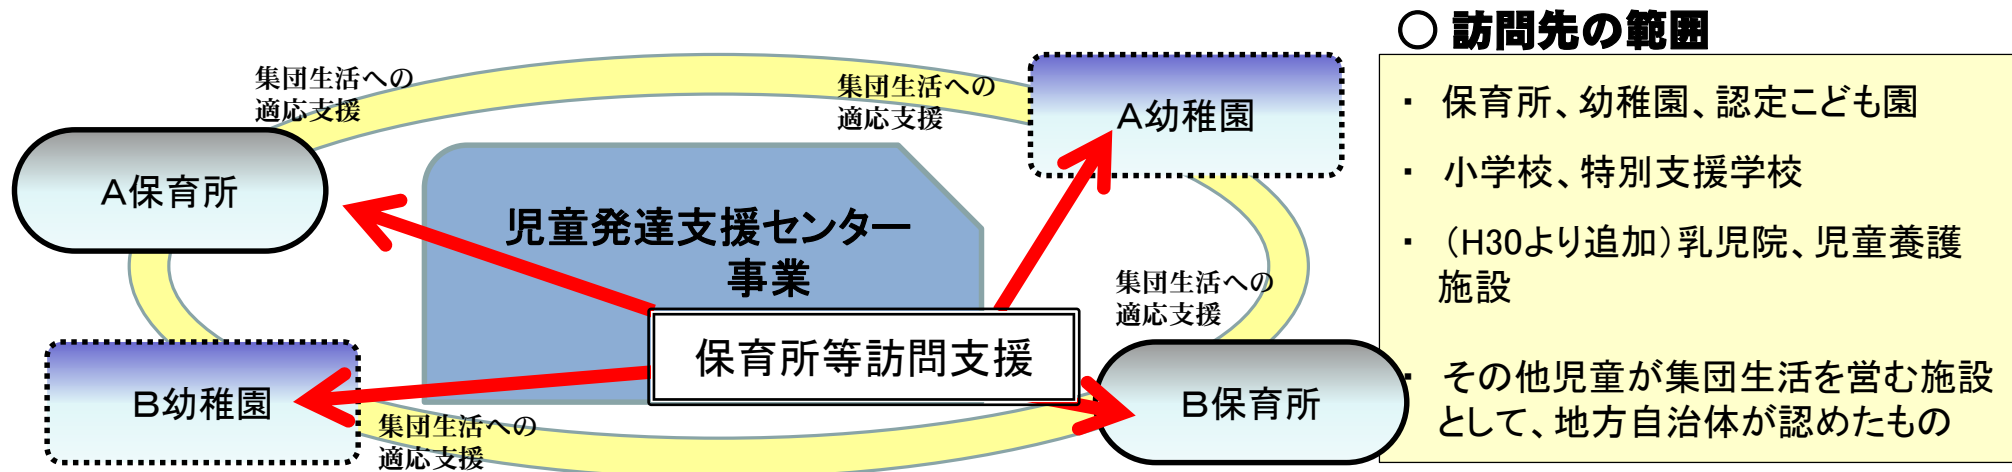 集団生活への
適応支援
集団生活への
適応支援
A幼稚園
A保育所
児童発達支援センター
事業
集団生活への
適応支援
保育所等訪問支援
B幼稚園
B保育所
集団生活への
適応支援
○ 訪問先の範囲
・ 保育所、幼稚園、認定こども園
・ 小学校、特別支援学校
・ (H30より追加)乳児院、児童養護
施設
・ その他児童が集団生活を営む施設
として、地方自治体が認めたもの